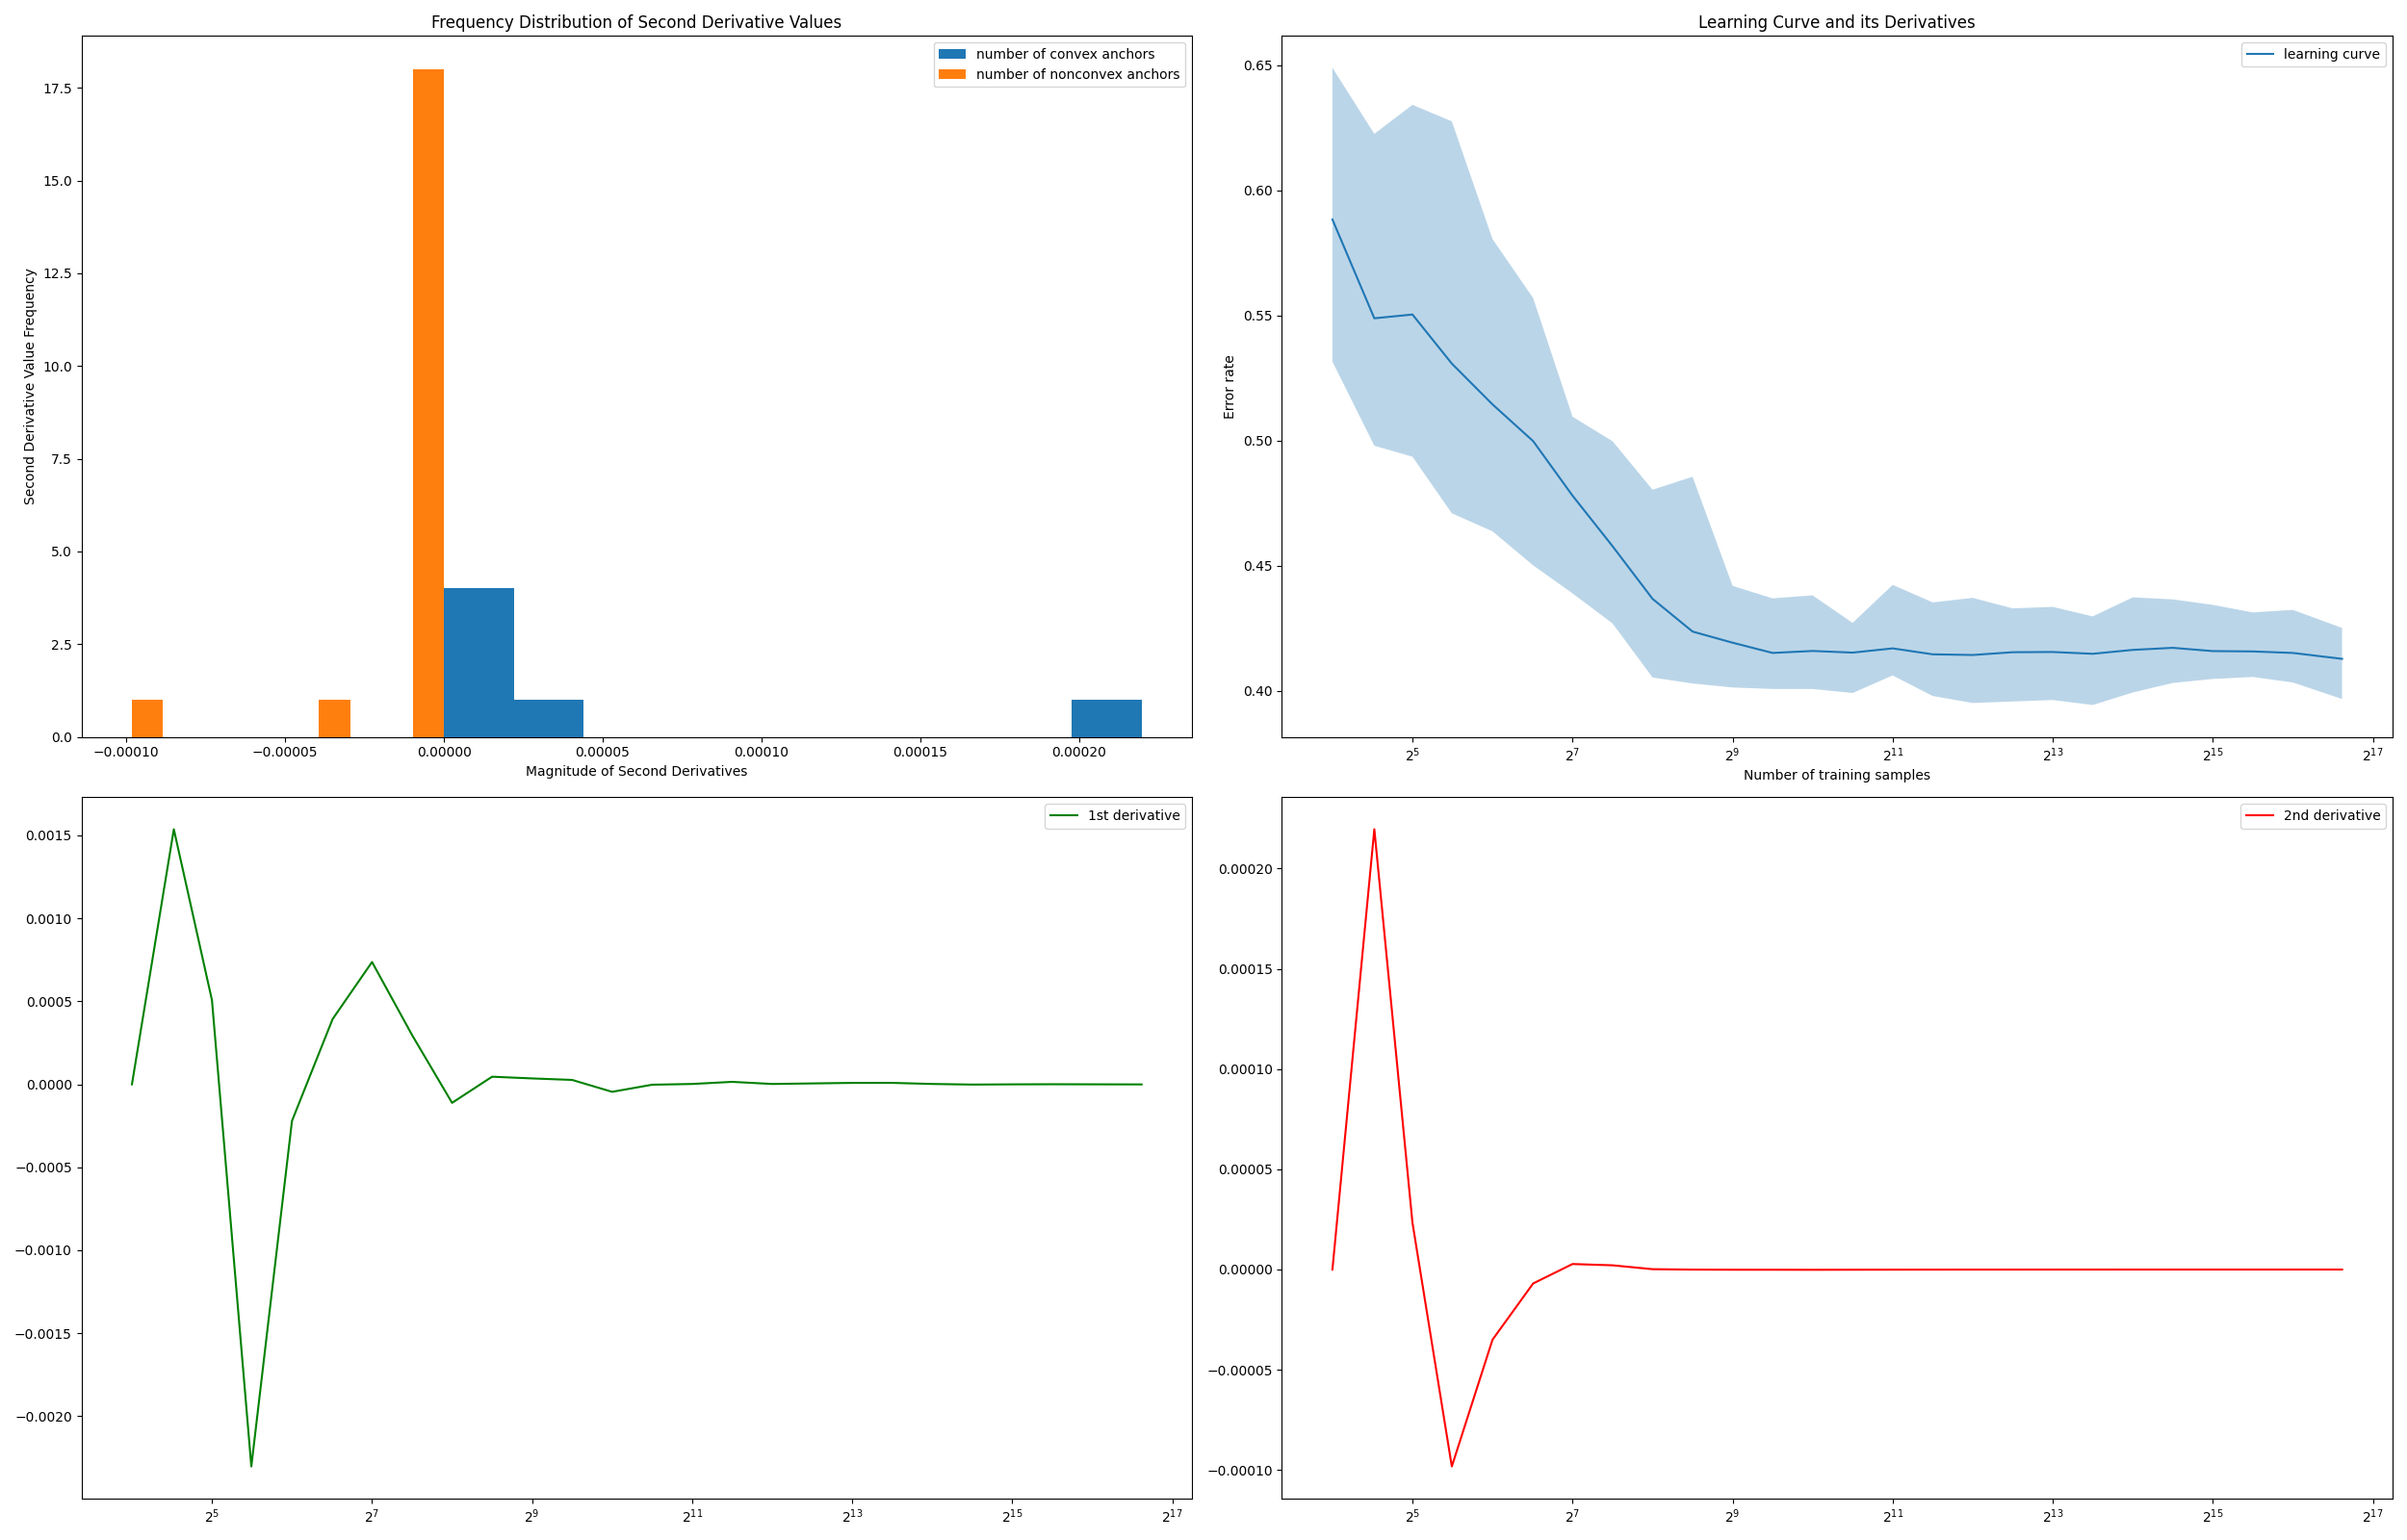 Frequency Distribution of Second Derivative Values
number of convex anchors
number of nonconvex anchors
Second Derivative Value Frequency
17.5
15.0
12.5
10.0
7.5
5.0
2.5
0.0
−0.00010 −0.00005 0.00000 0.00005 0.00010 0.00015 0.00020
Magnitude of Second Derivatives
Learning Curve and its Derivatives
learning curve
Error rate
0.65
0.60
0.55
0.50
0.45
0.40
2^5 2^7 2^9 2^11 2^13 2^15 2^17
Number of training samples
1st derivative
0.0015
0.0010
0.0005
0.0000
−0.0005
−0.0010
−0.0015
−0.0020
2^5 2^7 2^9 2^11 2^13 2^15 2^17
2nd derivative
0.00020
0.00015
0.00010
0.00005
0.00000
−0.00005
−0.00010
2^5 2^7 2^9 2^11 2^13 2^15 2^17